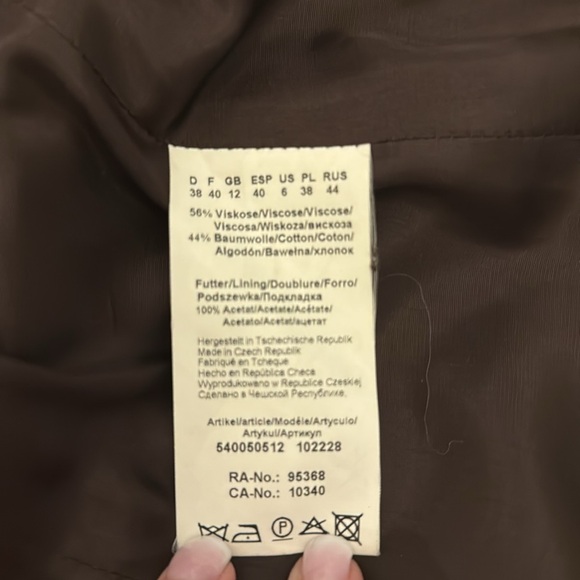 D F GB ESP US PL RUS
38 40 12 40 6 38 44
56% Viskose/Viscose/Viscose/
Viscosa/Wiskoza/вискоза
44% Baumwolle/Cotton/Coton/
Algodón/Bawełna/хлопок
Futter/Lining/Doublure/Forro/
Podszewka/Подкладка
100% Acetat/Acetate/Acétate/
Acetato/Acetat/ацетат
Hergestellt in Tschechische Republik
Made in Czech Republik
Fabriqué en Tcheque
Hecho en República Checa
Wyprodukowano w Republice Czeskiej
Сделано в Чешской Республике.
Artikel/article/Modéle/Artyculo/
Artykul/Артикул
540050512 102228
RA-No.: 95368
CA-No.: 10340
P